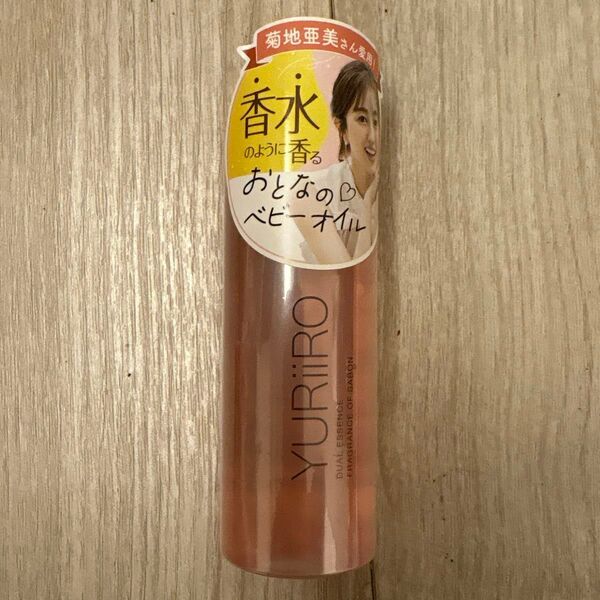 菊地亜美さん愛用!
香水
のように香る
おとなの♡
ベビーオイル
YURiiRO
DUAL ESSENCE
FRAGRANCE OF SABON